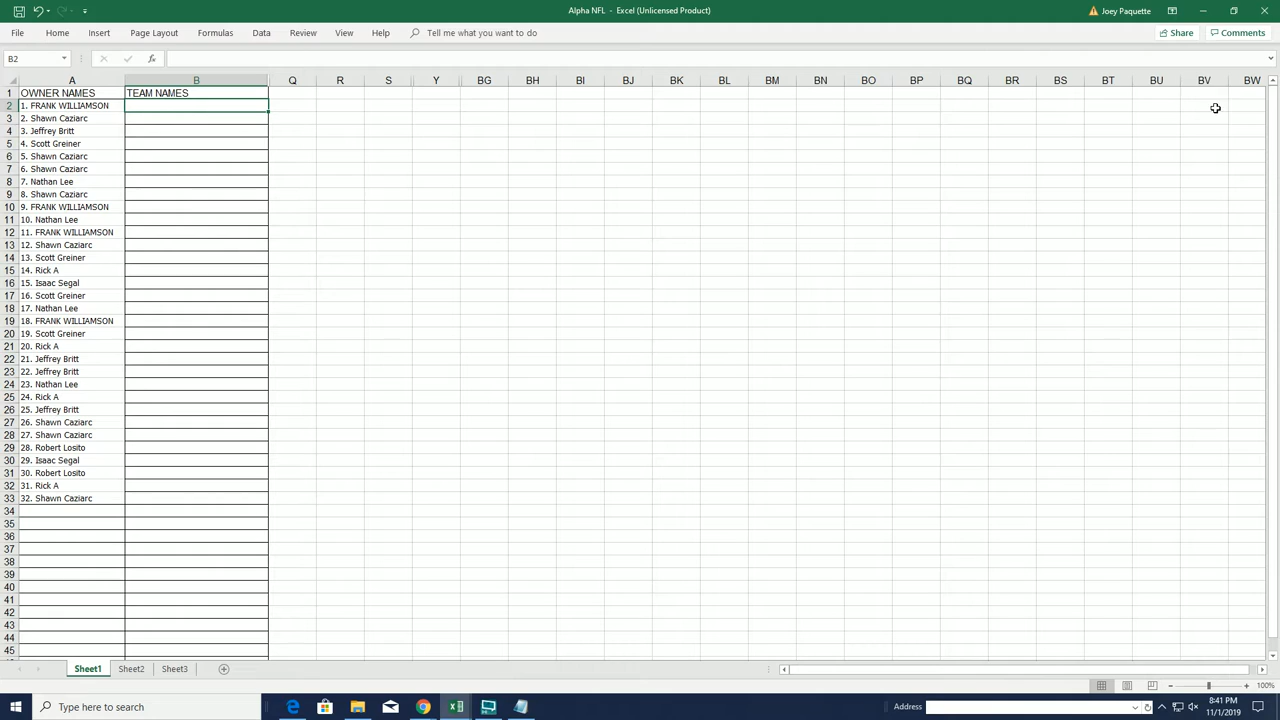 Alpha NFL - Excel (Unlicensed Product)
Joey Paquette
File Home Insert Page Layout Formulas Data Review View Help Tell me what you want to do Share Comments
B2 fx
A B Q R S Y BG BH BI BJ BK BL BM BN BO BP BQ BR BS BT BU BV BW
1 OWNER NAMES TEAM NAMES
2 1. FRANK WILLIAMSON
3 2. Shawn Caziarc
4 3. Jeffrey Britt
5 4. Scott Greiner
6 5. Shawn Caziarc
7 6. Shawn Caziarc
8 7. Nathan Lee
9 8. Shawn Caziarc
10 9. FRANK WILLIAMSON
11 10. Nathan Lee
12 11. FRANK WILLIAMSON
13 12. Shawn Caziarc
14 13. Scott Greiner
15 14. Rick A
16 15. Isaac Segal
17 16. Scott Greiner
18 17. Nathan Lee
19 18. FRANK WILLIAMSON
20 19. Scott Greiner
21 20. Rick A
22 21. Jeffrey Britt
23 22. Jeffrey Britt
24 23. Nathan Lee
25 24. Rick A
26 25. Jeffrey Britt
27 26. Shawn Caziarc
28 27. Shawn Caziarc
29 28. Robert Losito
30 29. Isaac Segal
31 30. Robert Losito
32 31. Rick A
33 32. Shawn Caziarc
34
35
36
37
38
39
40
41
42
43
44
45
Sheet1 Sheet2 Sheet3
100%
Type here to search
Address
8:41 PM
11/1/2019